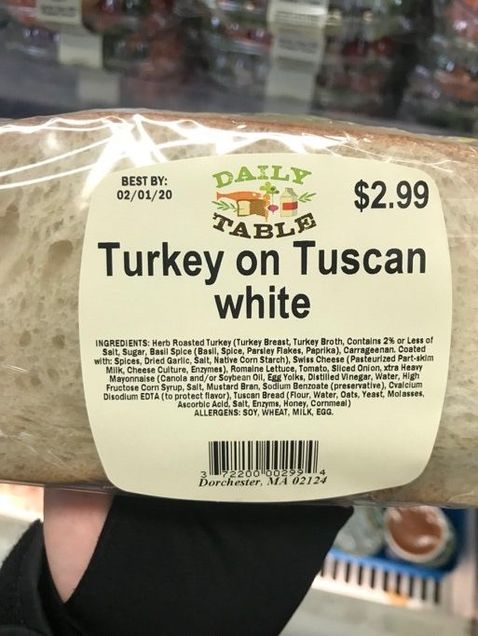 BEST BY:
02/01/20
DAILY
TABLE
$2.99
Turkey on Tuscan
white
INGREDIENTS: Herb Roasted Turkey (Turkey Breast, Turkey Broth, Contains 2% or Less of
Salt, Sugar, Basil Spice (Basil, Spice, Parsley Flakes, Paprika), Carrageenan. Coated
with: Spices, Dried Garlic, Salt, Native Corn Starch), Swiss Cheese (Pasteurized Part-skim
Milk, Cheese Culture, Enzymes), Romaine Lettuce, Tomato, Sliced Onion, xtra Heavy
Mayonnaise (Canola and/or Soybean Oil, Egg Yolks, Distilled Vinegar, Water, High
Fructose Corn Syrup, Salt, Mustard Bran, Sodium Benzoate (preservative), Cvalcium
Disodium EDTA (to protect flavor), Tuscan Bread (Flour, Water, Oats, Yeast, Molasses,
Ascorbic Acid, Salt, Enzyms, Honey, Cornmeal)
ALLERGENS: SOY, WHEAT, MILK, EGG.
3 72200 00299 4
Dorchester, MA 02124